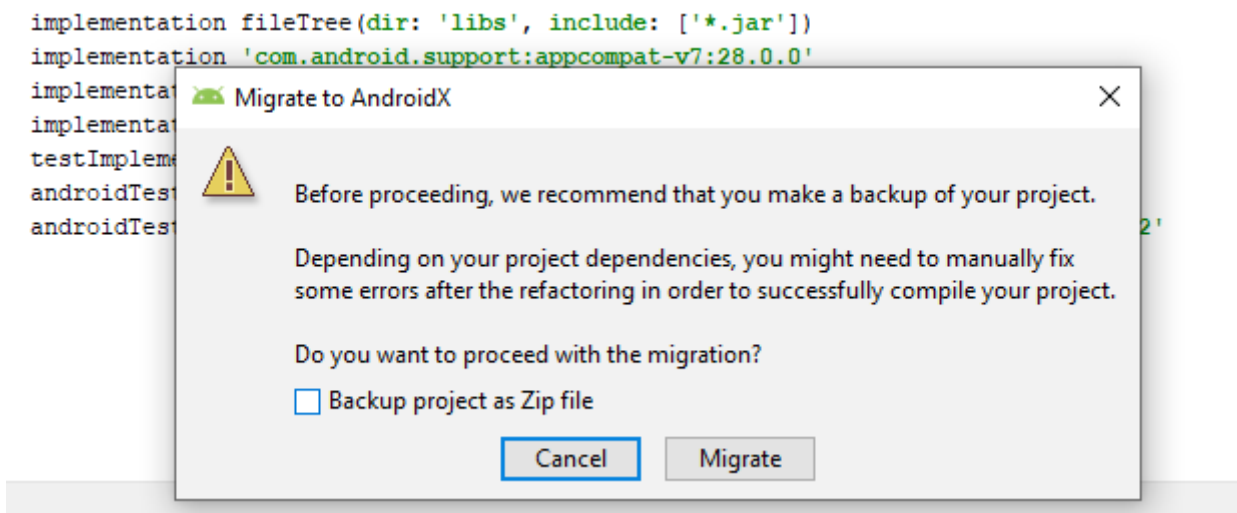 implementation fileTree(dir: 'libs', include: ['*.jar'])
implementation 'com.android.support:appcompat-v7:28.0.0'
implementat
implementat
testImpleme
androidTest
androidTest 2'
Migrate to AndroidX
Before proceeding, we recommend that you make a backup of your project.
Depending on your project dependencies, you might need to manually fix
some errors after the refactoring in order to successfully compile your project.
Do you want to proceed with the migration?
Backup project as Zip file
Cancel Migrate